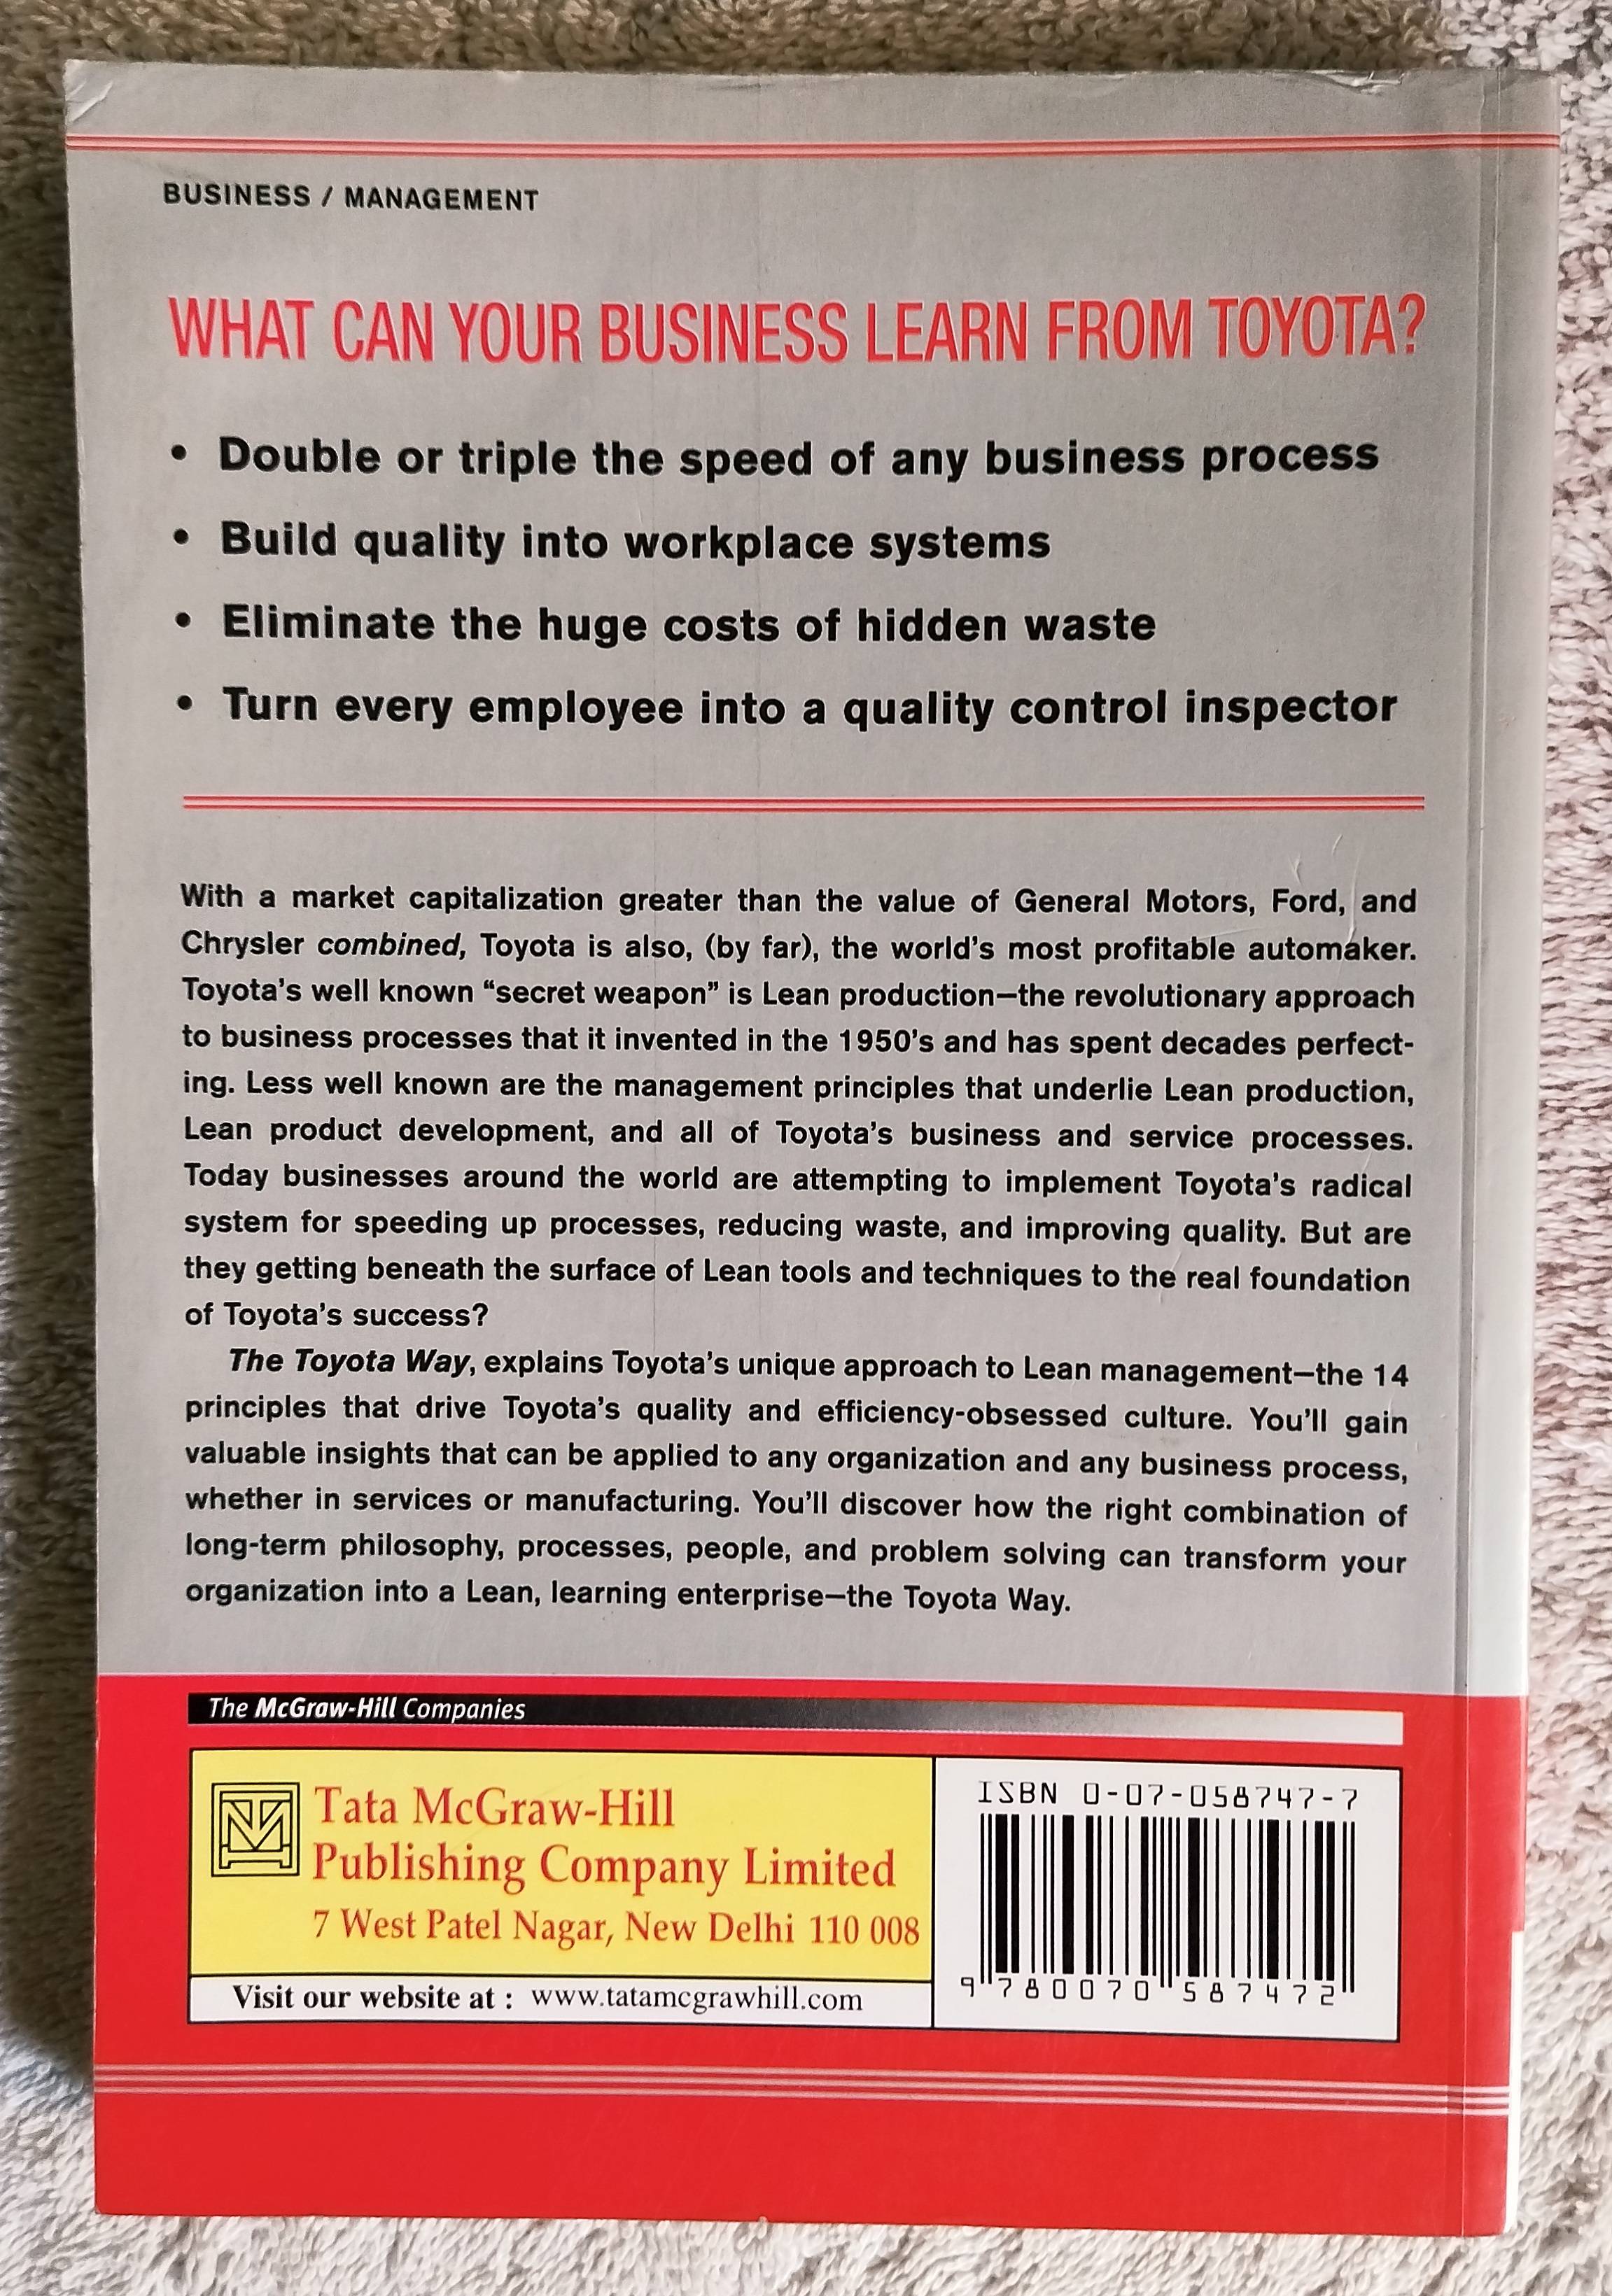 BUSINESS / MANAGEMENT
WHAT CAN YOUR BUSINESS LEARN FROM TOYOTA?
• Double or triple the speed of any business process
• Build quality into workplace systems
• Eliminate the huge costs of hidden waste
• Turn every employee into a quality control inspector
With a market capitalization greater than the value of General Motors, Ford, and
Chrysler combined, Toyota is also, (by far), the world's most profitable automaker.
Toyota's well known “secret weapon” is Lean production—the revolutionary approach
to business processes that it invented in the 1950's and has spent decades perfect-
ing. Less well known are the management principles that underlie Lean production,
Lean product development, and all of Toyota's business and service processes.
Today businesses around the world are attempting to implement Toyota's radical
system for speeding up processes, reducing waste, and improving quality. But are
they getting beneath the surface of Lean tools and techniques to the real foundation
of Toyota's success?
The Toyota Way, explains Toyota's unique approach to Lean management—the 14
principles that drive Toyota's quality and efficiency-obsessed culture. You'll gain
valuable insights that can be applied to any organization and any business process,
whether in services or manufacturing. You'll discover how the right combination of
long-term philosophy, processes, people, and problem solving can transform your
organization into a Lean, learning enterprise—the Toyota Way.
The McGraw-Hill Companies
Tata McGraw-Hill
Publishing Company Limited
7 West Patel Nagar, New Delhi 110 008
Visit our website at : www.tatamcgrawhill.com
ISBN 0-07-058747-7
9 780070 587472